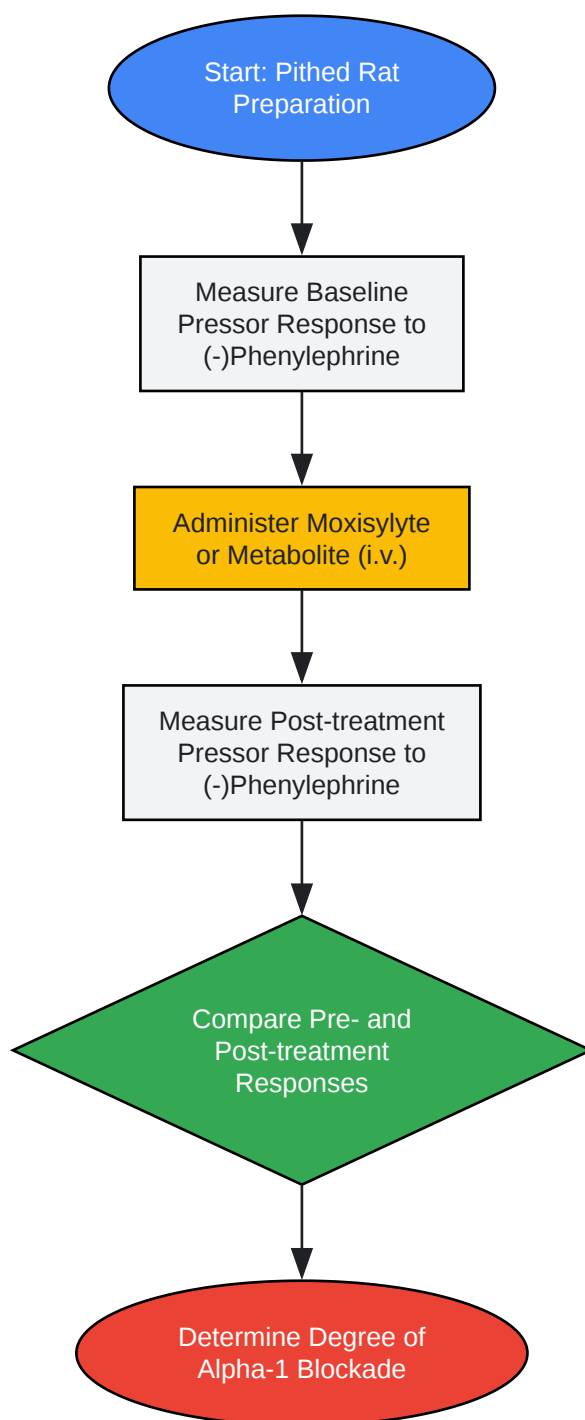 Start: Pithed Rat
Preparation
Measure Baseline
Pressor Response to
(-)Phenylephrine
Administer Moxisylyte
or Metabolite (i.v.)
Measure Post-treatment
Pressor Response to
(-)Phenylephrine
Compare Pre- and
Post-treatment
Responses
Determine Degree of
Alpha-1 Blockade